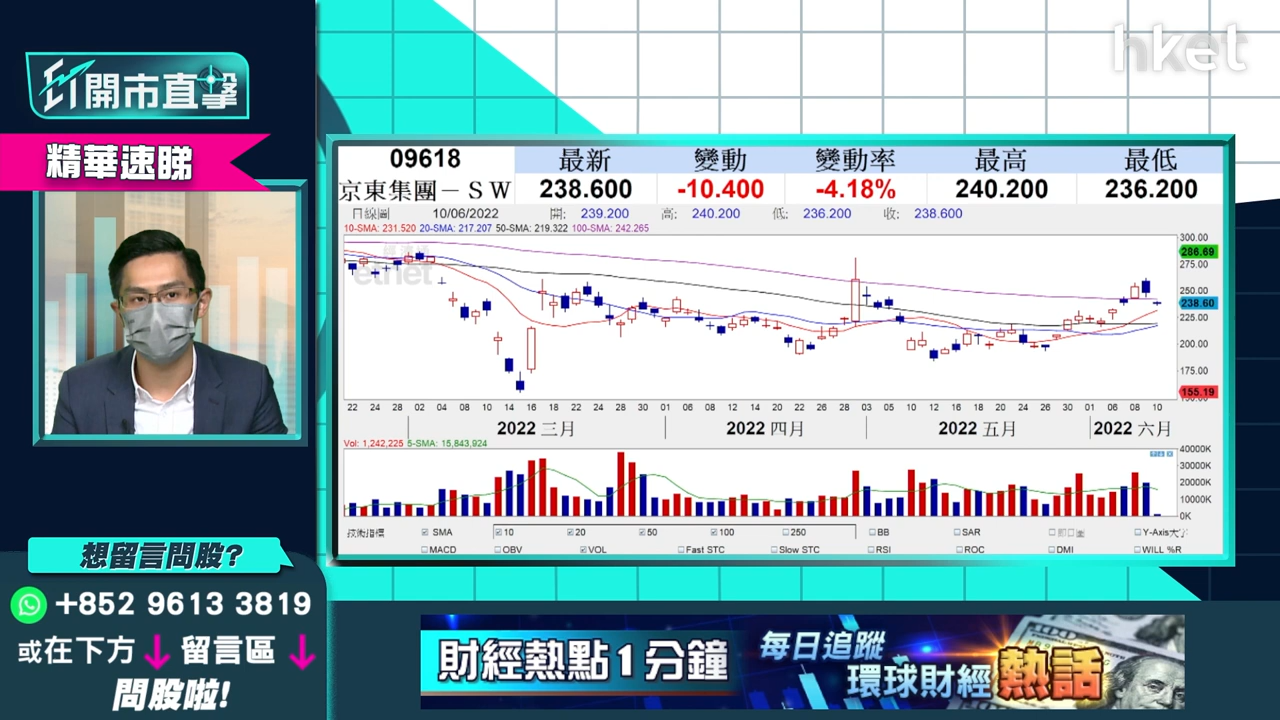 hket
ET開市直擊
精華速睇
09618
京東集團－ＳＷ
最新 變動 變動率 最高 最低
238.600 -10.400 -4.18% 240.200 236.200
日線圖 10/06/2022 開: 239.200 高: 240.200 低: 236.200 收: 238.600
10-SMA: 231.520 20-SMA: 217.207 50-SMA: 219.322 100-SMA: 242.265
經濟通
etnet
300.00
286.69
275.00
250.00
238.60
225.00
200.00
175.00
155.19
22 24 28 02 04 08 10 14 16 18 22 24 28 30 01 06 08 12 14 20 22 26 28 03 05 10 12 16 18 20 24 26 30 01 06 08 10
2022 三月 2022 四月 2022 五月 2022 六月
Vol: 1,242,225 5-SMA: 15,843,924
40000K
30000K
20000K
10000K
0K
技術指標 SMA 10 20 50 100 250 BB SAR Y-Axis大
MACD OBV VOL Fast STC Slow STC RSI ROC DMI WILL %R
想留言問股?
+852 9613 3819
或在下方 留言區
問股啦!
財經熱點1分鐘
每日追蹤
環球財經熱話